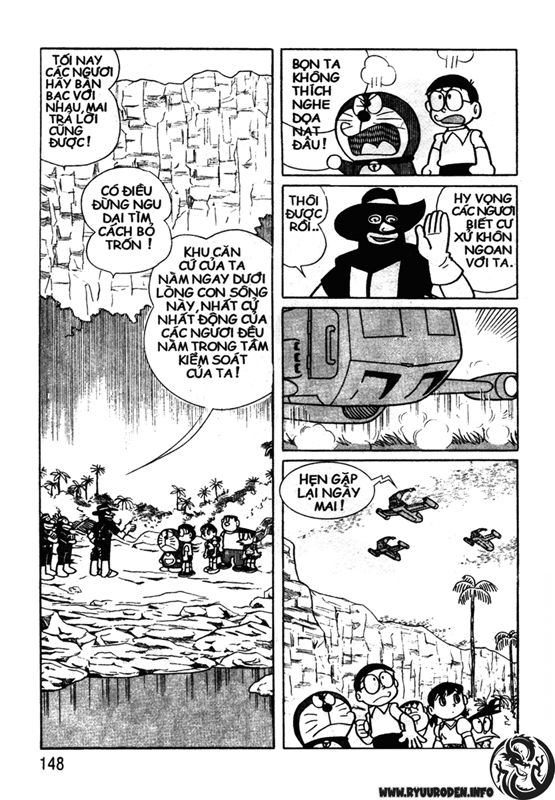 BỌN TA
KHÔNG
THÍCH
NGHE
DỌA
NẠT
ĐÂU!
THÔI
ĐƯỢC
RỒI..
HY VỌNG
CÁC NGƯƠI
BIẾT CƯ
XỬ KHÔN
NGOAN
VỚI TA.
HẸN GẶP
LẠI NGÀY
MAI!
TỐI NAY
CÁC NGƯƠI
HÃY BÀN
BẠC VỚI
NHAU, MAI
TRẢ LỜI
CŨNG
ĐƯỢC!
CÓ ĐIỀU
ĐỪNG NGU
DẠI TÌM
CÁCH BỎ
TRỐN!
KHU CĂN
CỨ CỦA TA
NẰM NGAY DƯỚI
LÒNG CON SÔNG
NÀY, NHẤT CỬ
NHẤT ĐỘNG CỦA
CÁC NGƯƠI ĐỀU
NẰM TRONG TẦM
KIỂM SOÁT
CỦA TA!
148
WWW.RYUURODEN.INFO